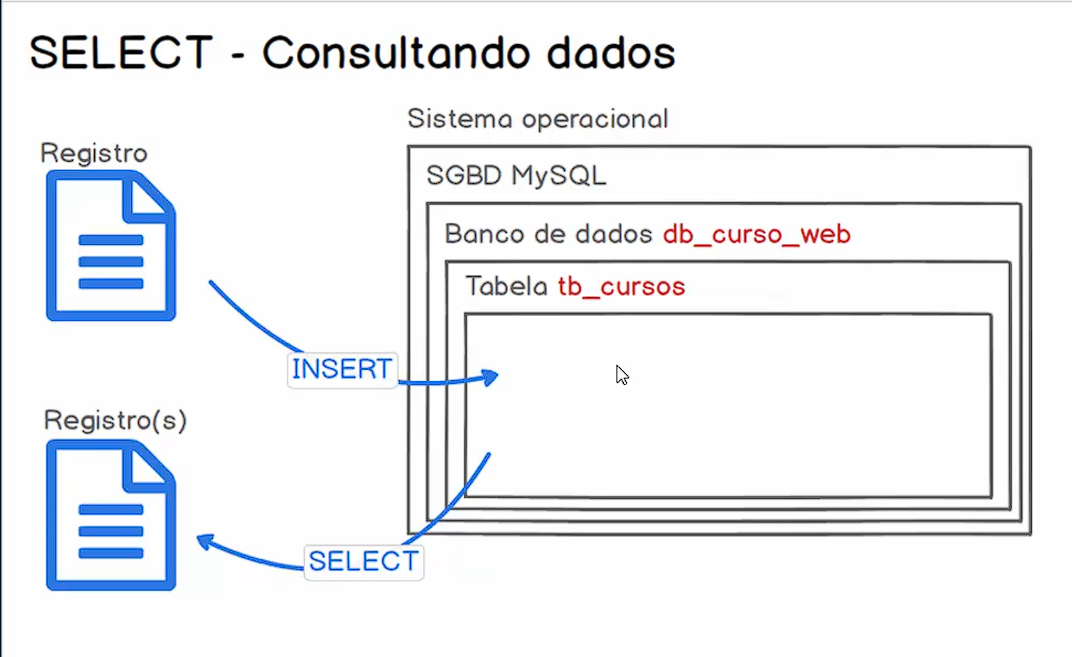 SELECT - Consultando dados
Sistema operacional
Registro
SGBD MySQL
Banco de dados db_curso_web
Tabela tb_cursos
INSERT
Registro(s)
SELECT